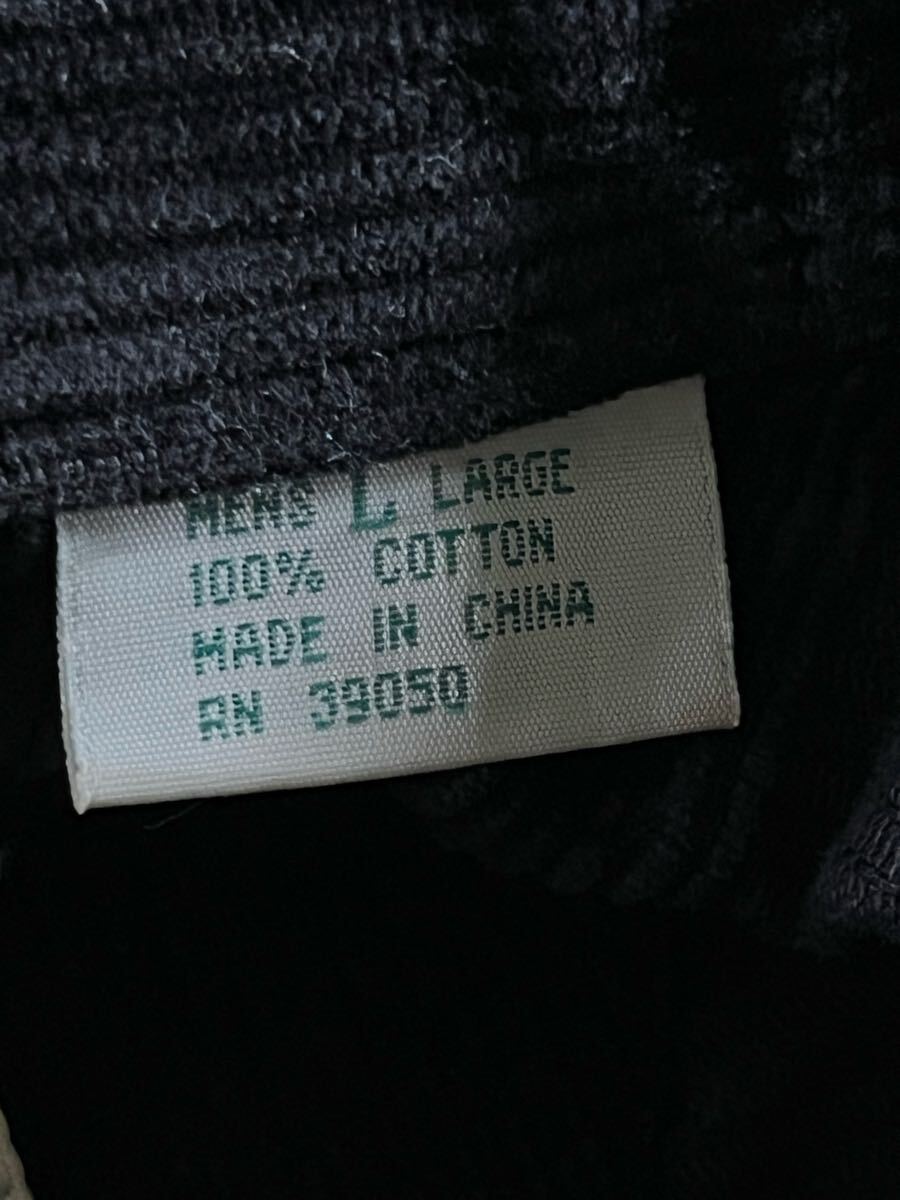 MENS L LARGE
100% COTTON
MADE IN CHINA
RN 39050